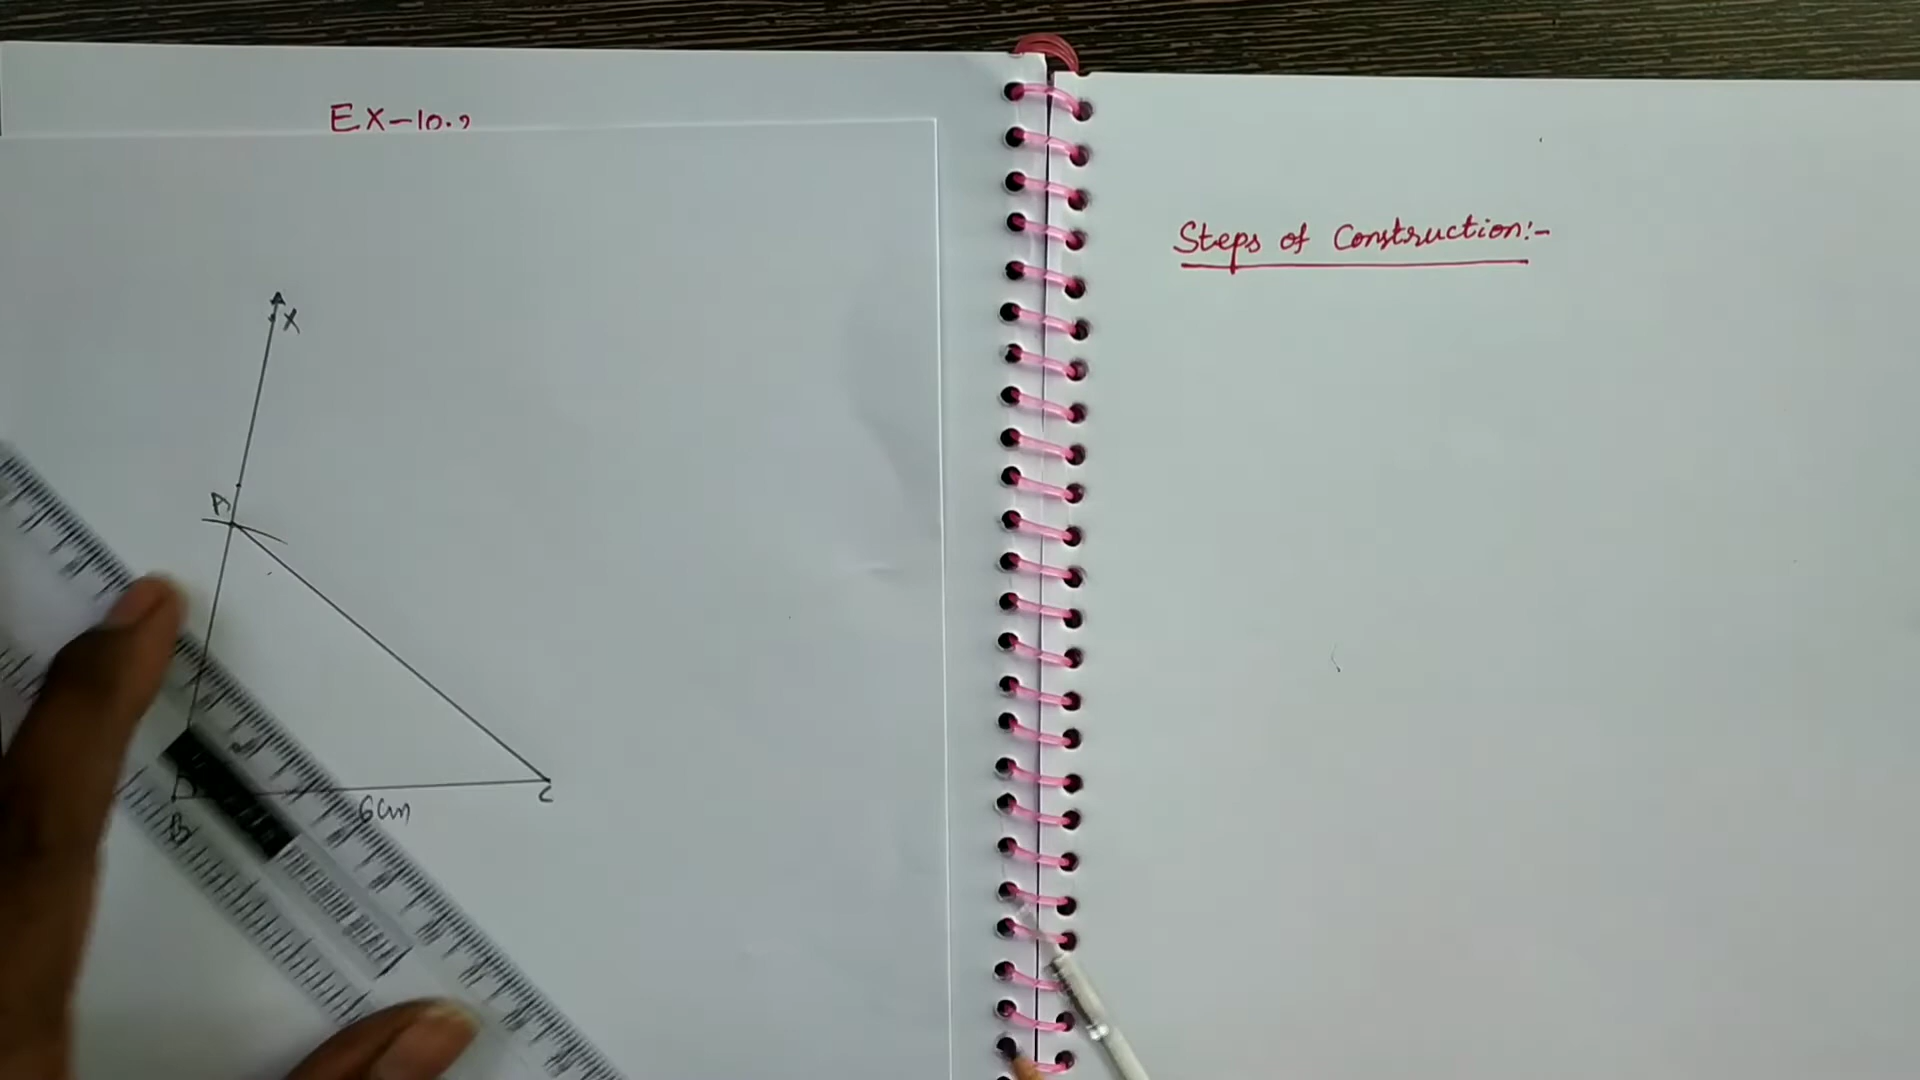 EX-10.2
Steps of Construction:-
X
A
6cm
C
B